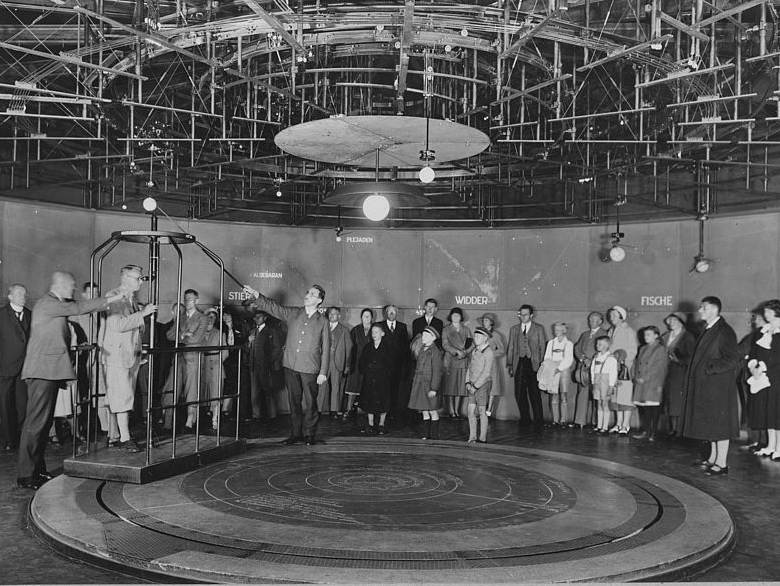 PLEJADEN
ALDEBARAN
STIER
WIDDER
FISCHE